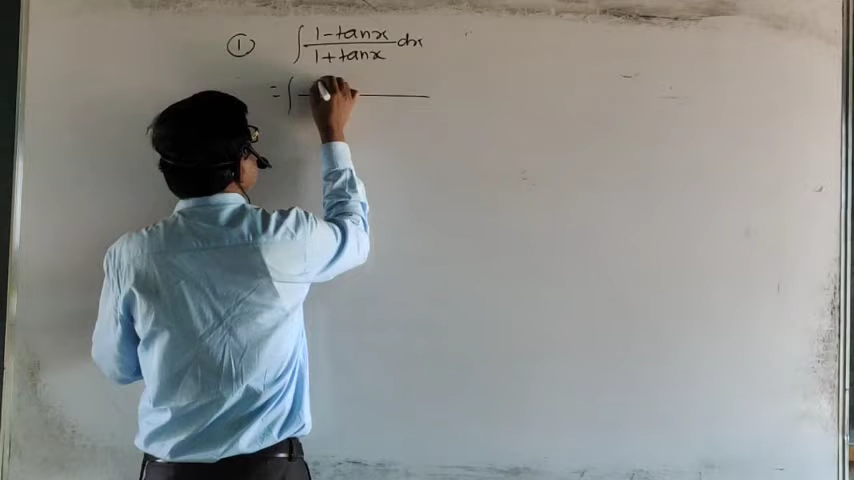 ① ∫ (1-tanx)/(1+tanx) dx
= ∫